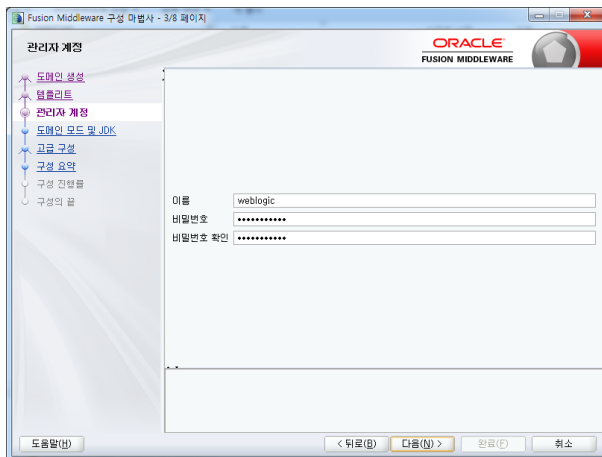 Fusion Middleware 구성 마법사 - 3/8 페이지
관리자 계정
ORACLE
FUSION MIDDLEWARE
도메인 생성
템플리트
관리자 계정
도메인 모드 및 JDK
고급 구성
구성 요약
구성 진행률
구성의 끝
이름 weblogic
비밀번호 •••••••••••
비밀번호 확인 •••••••••••
도움말(H) < 뒤로(B) 다음(N) > 완료(F) 취소